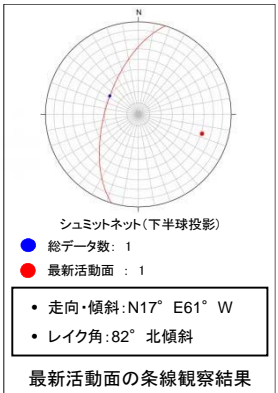 N
シュミットネット(下半球投影)
総データ数: 1
最新活動面 : 1
• 走向・傾斜:N17° E61° W
• レイク角:82° 北傾斜
最新活動面の条線観察結果